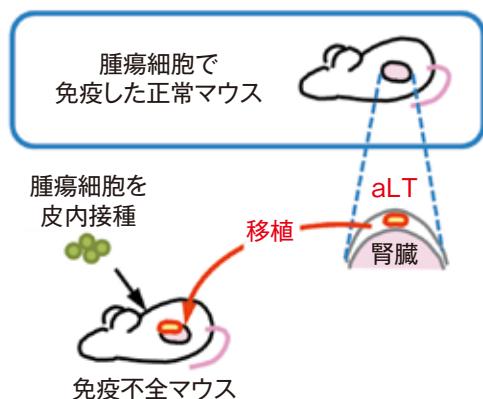 腫瘍細胞で
免疫した正常マウス
腫瘍細胞を
皮内接種
aLT
移植
腎臓
免疫不全マウス